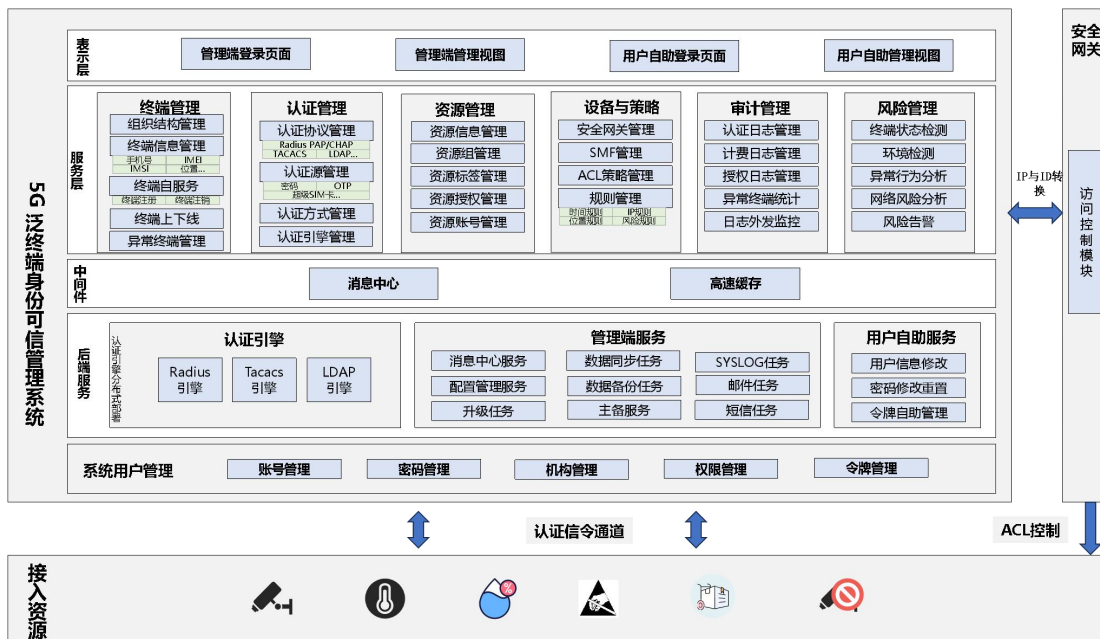 5G 泛终端身份可信管理系统
表示层
管理端登录页面
管理端管理视图
用户自助登录页面
用户自助管理视图
服务层
终端管理
组织结构管理
终端信息管理
手机号 IMEI
IMSI 位置...
终端自服务
终端注册 终端注销
终端上下线
异常终端管理
认证管理
认证协议管理
Radius PAP/CHAP
TACACS LDAP...
认证源管理
密码 OTP
超级SIM卡...
认证方式管理
认证引擎管理
资源管理
资源信息管理
资源组管理
资源标签管理
资源授权管理
资源账号管理
设备与策略
安全网关管理
SMF管理
ACL策略管理
规则管理
时间规则 IP规则
位置规则 风险规则
审计管理
认证日志管理
计费日志管理
授权日志管理
异常终端统计
日志外发监控
风险管理
终端状态检测
环境检测
异常行为分析
网络风险分析
风险告警
中间件
消息中心
高速缓存
后端服务
认证引擎分布式部署
认证引擎
Radius
引擎
Tacacs
引擎
LDAP
引擎
管理端服务
消息中心服务
数据同步任务
SYSLOG任务
配置管理服务
数据备份任务
邮件任务
升级任务
主备服务
短信任务
用户自助服务
用户信息修改
密码修改重置
令牌自助管理
系统用户管理
账号管理
密码管理
机构管理
权限管理
令牌管理
IP与ID转
换
安全
网关
访问控制模块
认证信令通道
ACL控制
接入资源
%